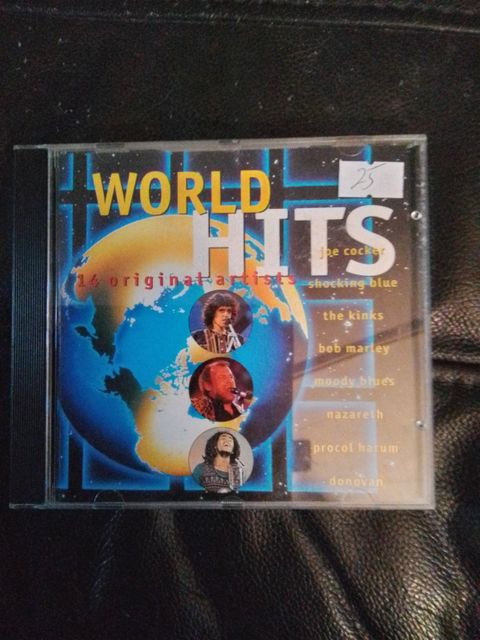 WORLD
25
HITS
joe cocker
16 original artists
shocking blue
the kinks
bob marley
moody blues
nazareth
procol harum
donovan